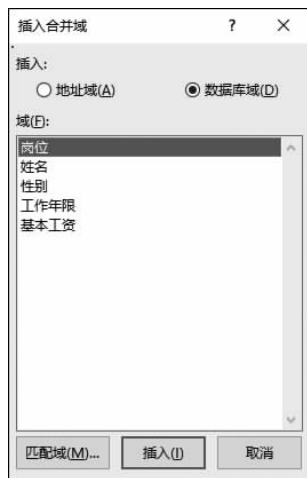 插入合并域 ? ×
插入:
地址域(A) 数据库域(D)
域(F):
岗位
姓名
性别
工作年限
基本工资
匹配域(M)... 插入(I) 取消